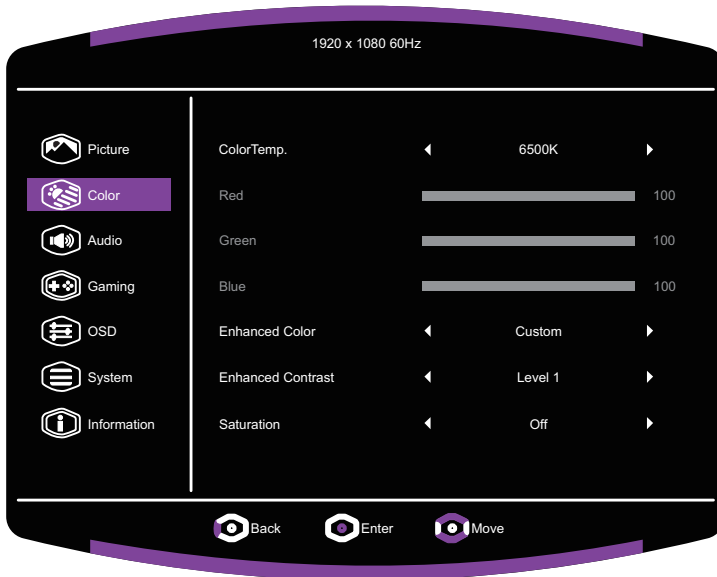 1920 x 1080 60Hz
Picture
ColorTemp. 6500K
Color
Red 100
Audio
Green 100
Gaming
Blue 100
OSD
Enhanced Color Custom
System
Enhanced Contrast Level 1
Information
Saturation Off
Back Enter Move